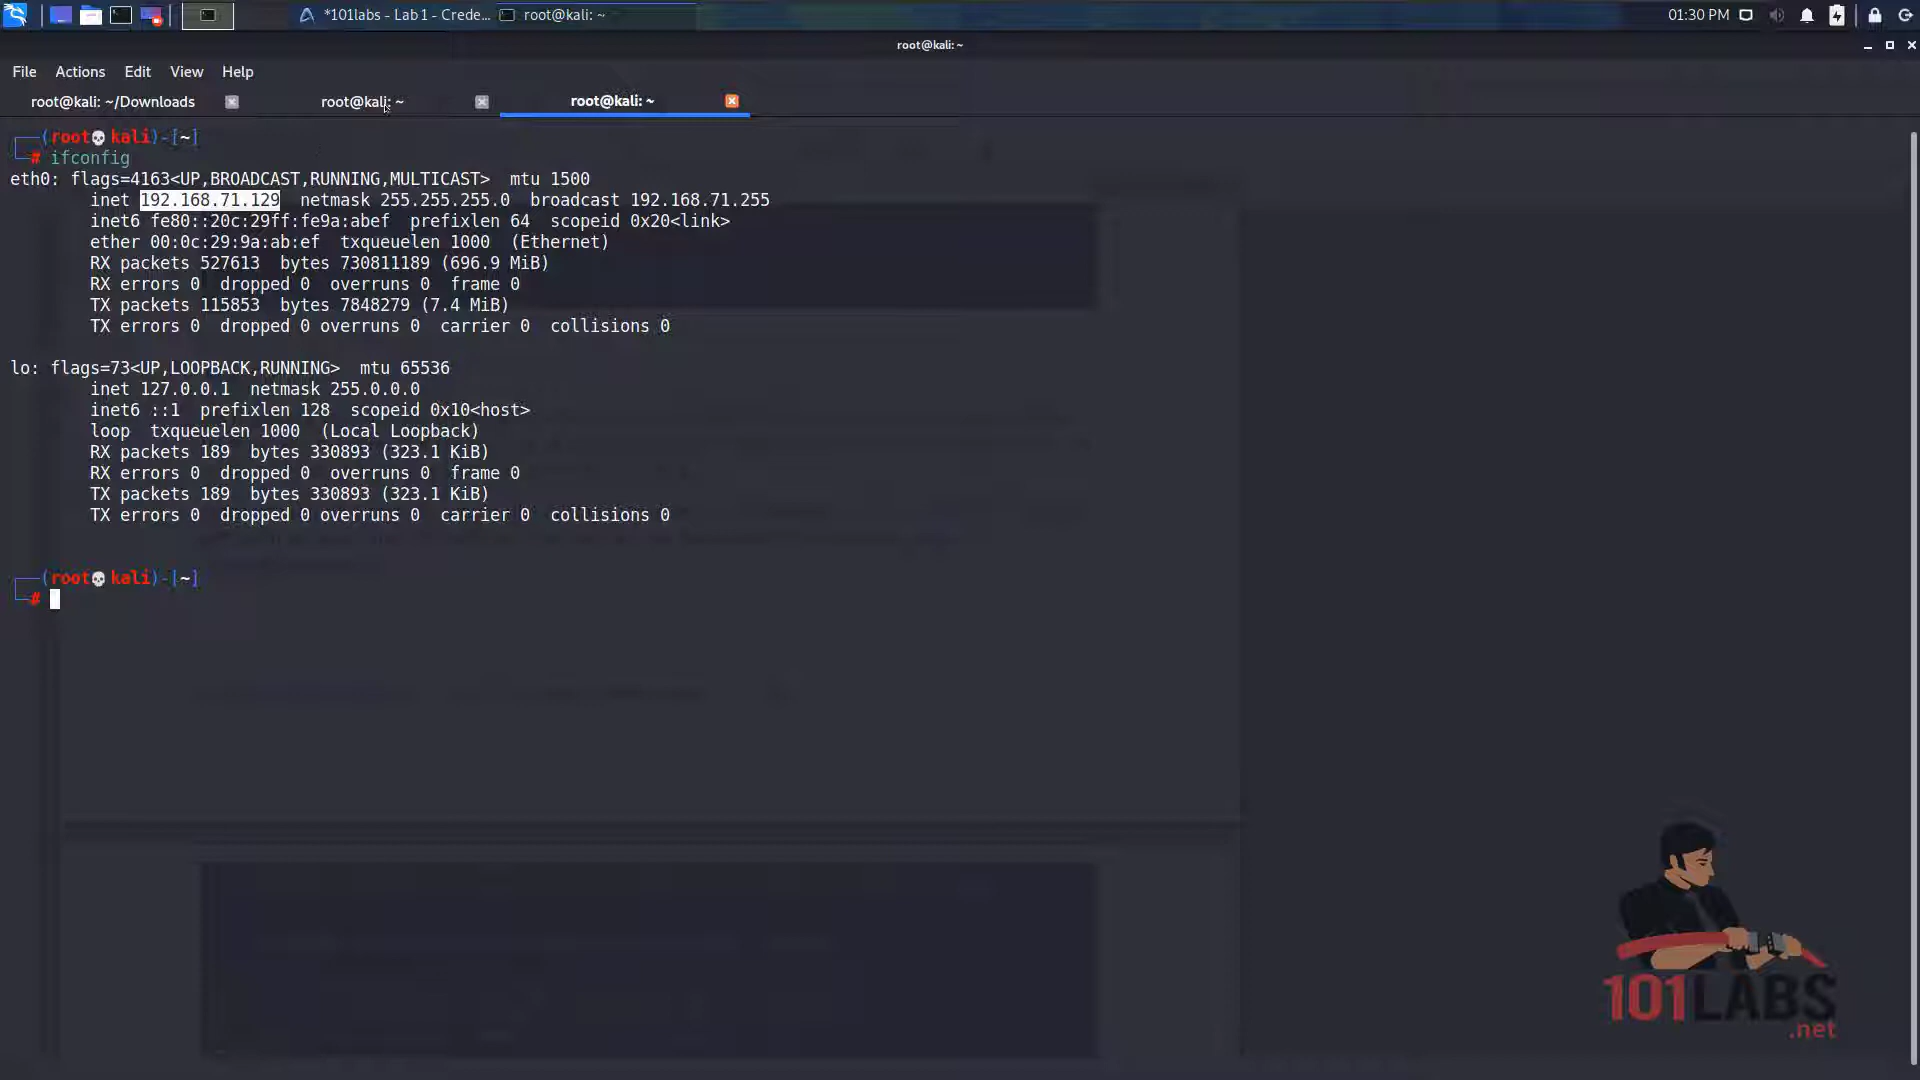 *101labs - Lab 1 - Crede... root@kali: ~ 01:30 PM
root@kali: ~
File Actions Edit View Help
root@kali: ~/Downloads root@kali: ~ root@kali: ~
(root💀kali)-[~]
# ifconfig
eth0: flags=4163<UP,BROADCAST,RUNNING,MULTICAST> mtu 1500
inet 192.168.71.129 netmask 255.255.255.0 broadcast 192.168.71.255
inet6 fe80::20c:29ff:fe9a:abef prefixlen 64 scopeid 0x20<link>
ether 00:0c:29:9a:ab:ef txqueuelen 1000 (Ethernet)
RX packets 527613 bytes 730811189 (696.9 MiB)
RX errors 0 dropped 0 overruns 0 frame 0
TX packets 115853 bytes 7848279 (7.4 MiB)
TX errors 0 dropped 0 overruns 0 carrier 0 collisions 0
lo: flags=73<UP,LOOPBACK,RUNNING> mtu 65536
inet 127.0.0.1 netmask 255.0.0.0
inet6 ::1 prefixlen 128 scopeid 0x10<host>
loop txqueuelen 1000 (Local Loopback)
RX packets 189 bytes 330893 (323.1 KiB)
RX errors 0 dropped 0 overruns 0 frame 0
TX packets 189 bytes 330893 (323.1 KiB)
TX errors 0 dropped 0 overruns 0 carrier 0 collisions 0
(root💀kali)-[~]
#
101LABS
.net